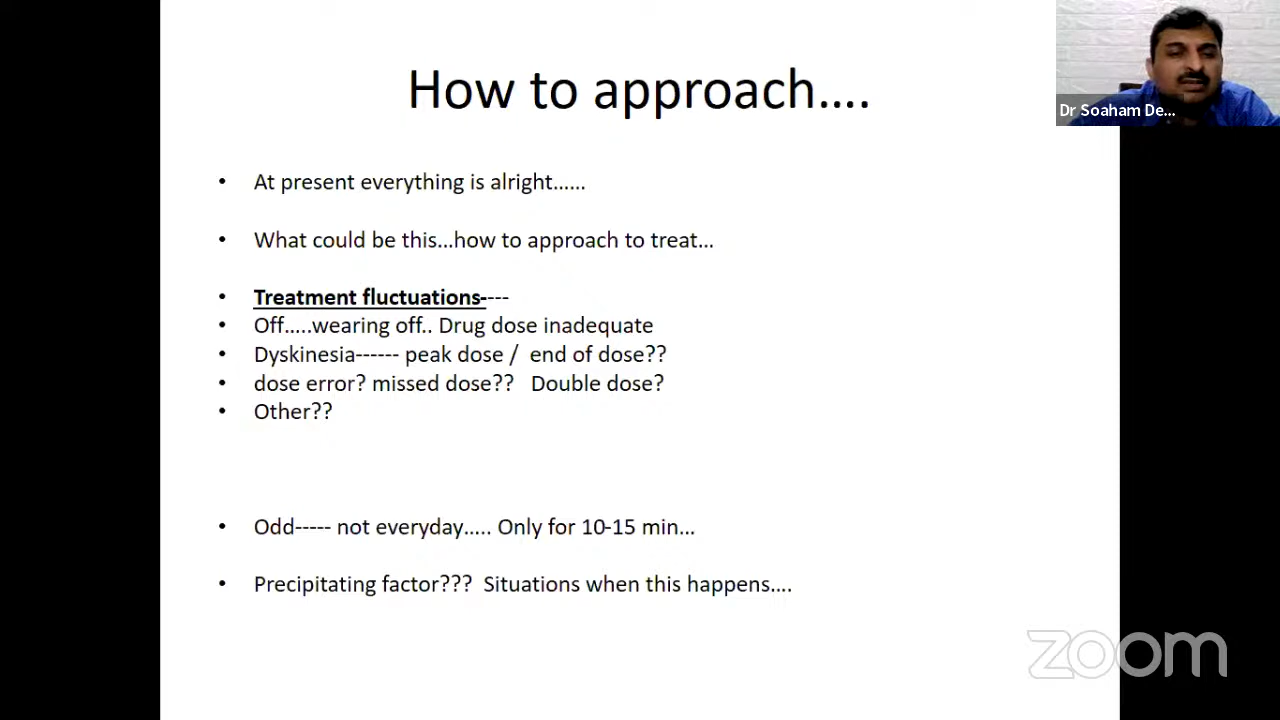 How to approach....
Dr Soaham De...
• At present everything is alright......
• What could be this...how to approach to treat...
• Treatment fluctuations----
• Off.....wearing off.. Drug dose inadequate
• Dyskinesia------ peak dose / end of dose??
• dose error? missed dose?? Double dose?
• Other??
• Odd----- not everyday..... Only for 10-15 min...
• Precipitating factor??? Situations when this happens....
zoom